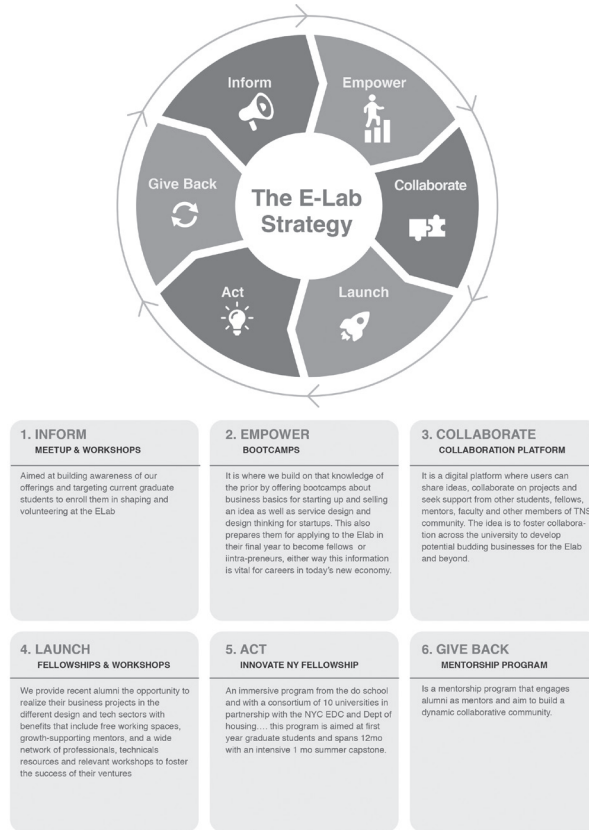 Inform
Empower
Give Back
The E-Lab
Strategy
Collaborate
Act
Launch
1. INFORM
MEETUP & WORKSHOPS
Aimed at building awareness of our
offerings and targeting current graduate
students to enroll them in shaping and
volunteering at the ELab
2. EMPOWER
BOOTCAMPS
It is where we build on that knowledge of
the prior by offering bootcamps about
business basics for starting up and selling
an idea as well as service design and
design thinking for startups. This also
prepares them for applying to the Elab in
their final year to become fellows or
iintra-preneurs, either way this information
is vital for careers in today's new economy.
3. COLLABORATE
COLLABORATION PLATFORM
It is a digital platform where users can
share ideas, collaborate on projects and
seek support from other students, fellows,
mentors, faculty and other members of TNS
community. The idea is to foster collabora-
tion across the university to develop
potential budding businesses for the Elab
and beyond.
4. LAUNCH
FELLOWSHIPS & WORKSHOPS
We provide recent alumni the opportunity to
realize their business projects in the
different design and tech sectors with
benefits that include free working spaces,
growth-supporting mentors, and a wide
network of professionals, technicals
resources and relevant workshops to foster
the success of their ventures
5. ACT
INNOVATE NY FELLOWSHIP
An immersive program from the do school
and with a consortium of 10 universities in
partnership with the NYC EDC and Dept of
housing.... this program is aimed at first
year graduate students and spans 12mo
with an intensive 1 mo summer capstone.
6. GIVE BACK
MENTORSHIP PROGRAM
Is a mentorship program that engages
alumni as mentors and aim to build a
dynamic collaborative community.